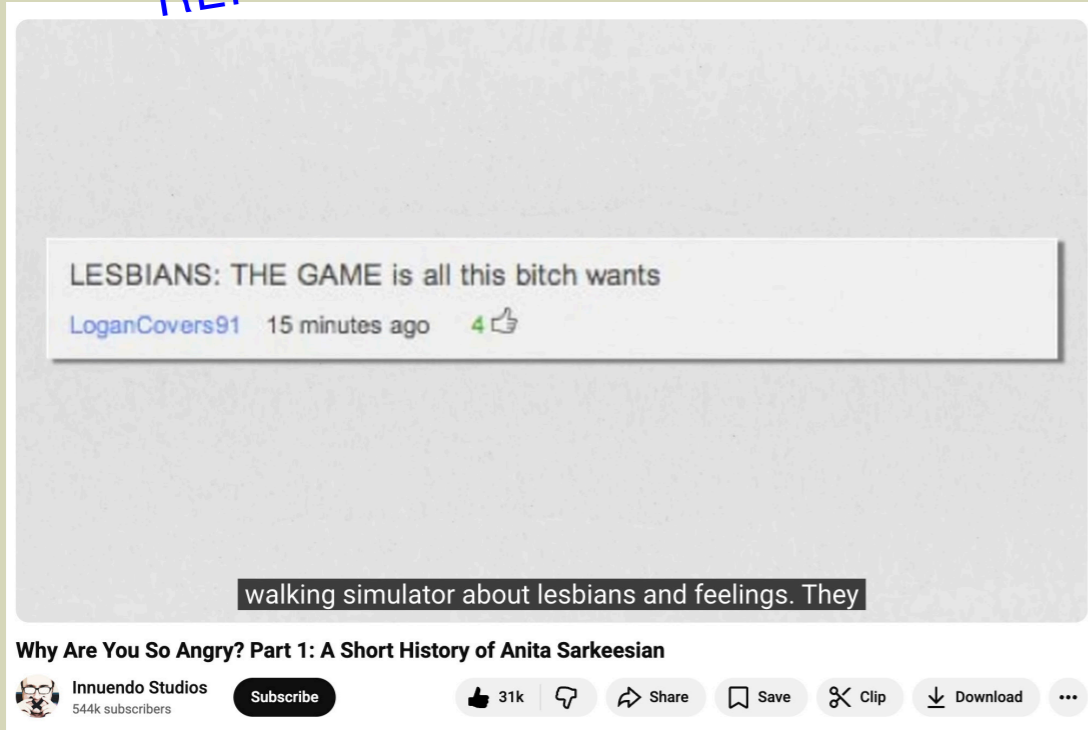 LESBIANS: THE GAME is all this bitch wants
LoganCovers91 15 minutes ago 4
walking simulator about lesbians and feelings. They
Why Are You So Angry? Part 1: A Short History of Anita Sarkeesian
Innuendo Studios
544k subscribers
Subscribe
31k
Share
Save
Clip
Download